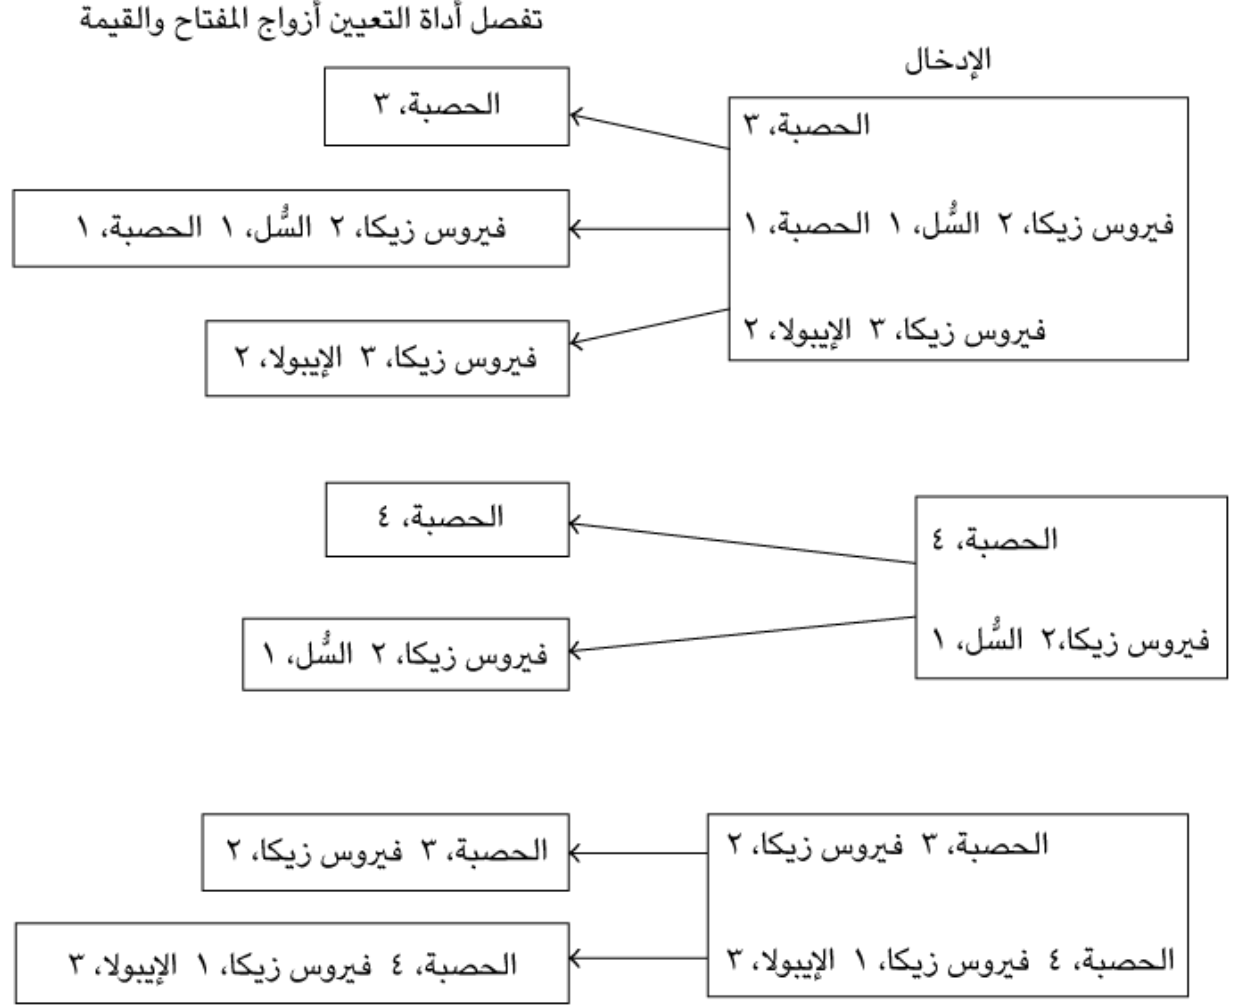 تفصل أداة التعيين أزواج المفتاح والقيمة
الإدخال
الحصبة، ٣
فيروس زيكا، ٢ السُّل، ١ الحصبة، ١
فيروس زيكا، ٣ الإيبولا، ٢
الحصبة، ٣
فيروس زيكا، ٢ السُّل، ١ الحصبة، ١
فيروس زيكا، ٣ الإيبولا، ٢
الحصبة، ٤
فيروس زيكا،٢ السُّل، ١
الحصبة، ٤
فيروس زيكا، ٢ السُّل، ١
الحصبة، ٣ فيروس زيكا، ٢
الحصبة، ٤ فيروس زيكا، ١ الإيبولا، ٣
الحصبة، ٣ فيروس زيكا، ٢
الحصبة، ٤ فيروس زيكا، ١ الإيبولا، ٣